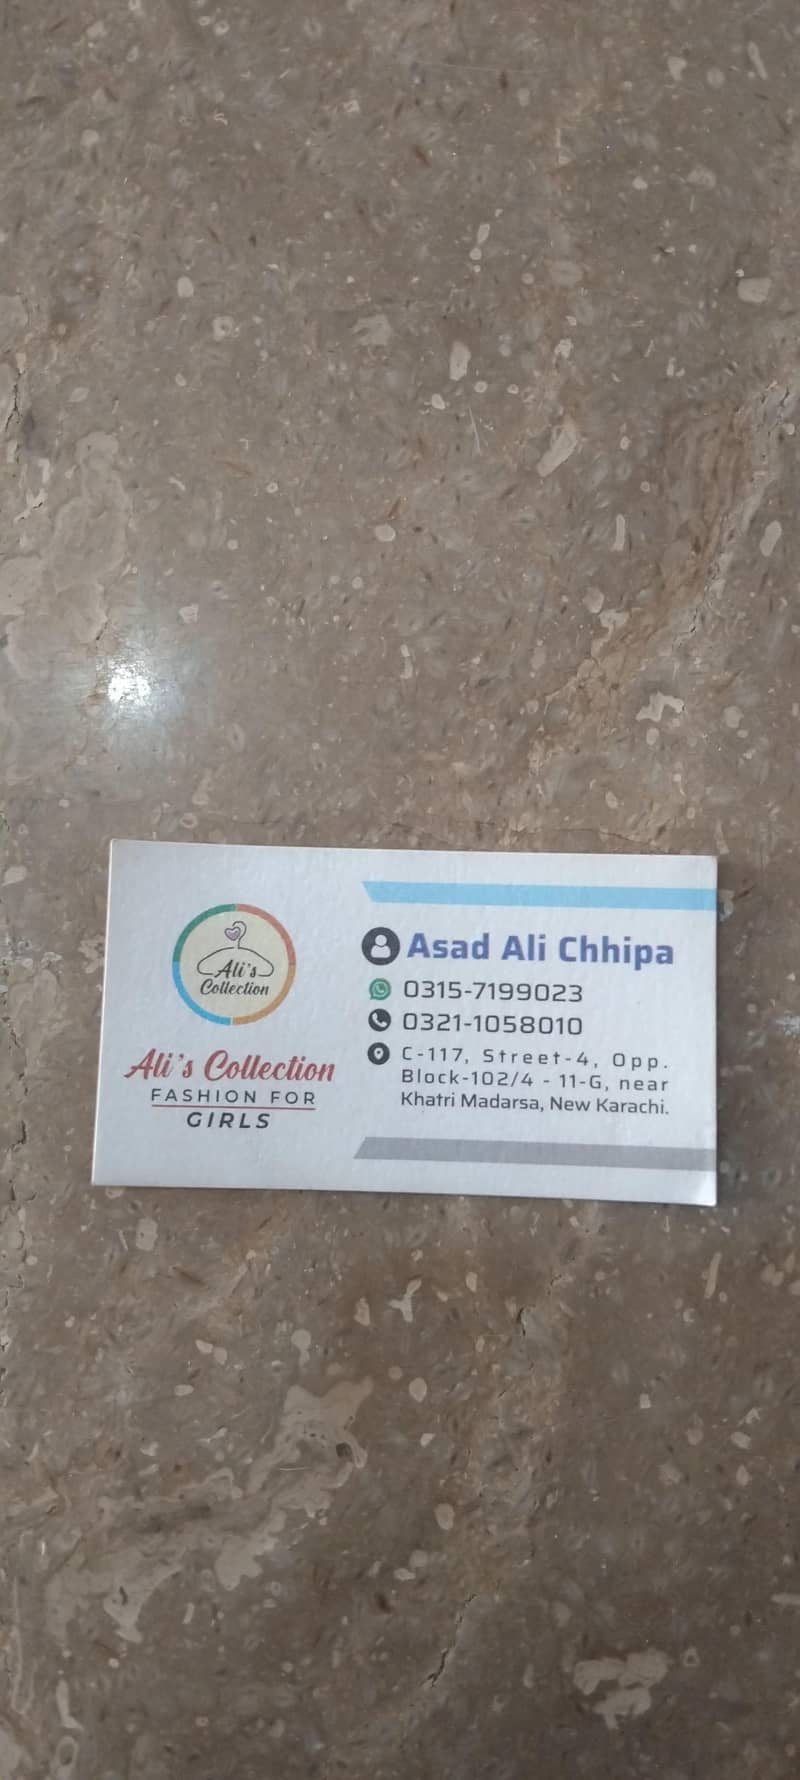 Ali's
Collection
Ali's Collection
FASHION FOR
GIRLS
Asad Ali Chhipa
0315-7199023
0321-1058010
C-117, Street-4, Opp.
Block-102/4 - 11-G, near
Khatri Madarsa, New Karachi.